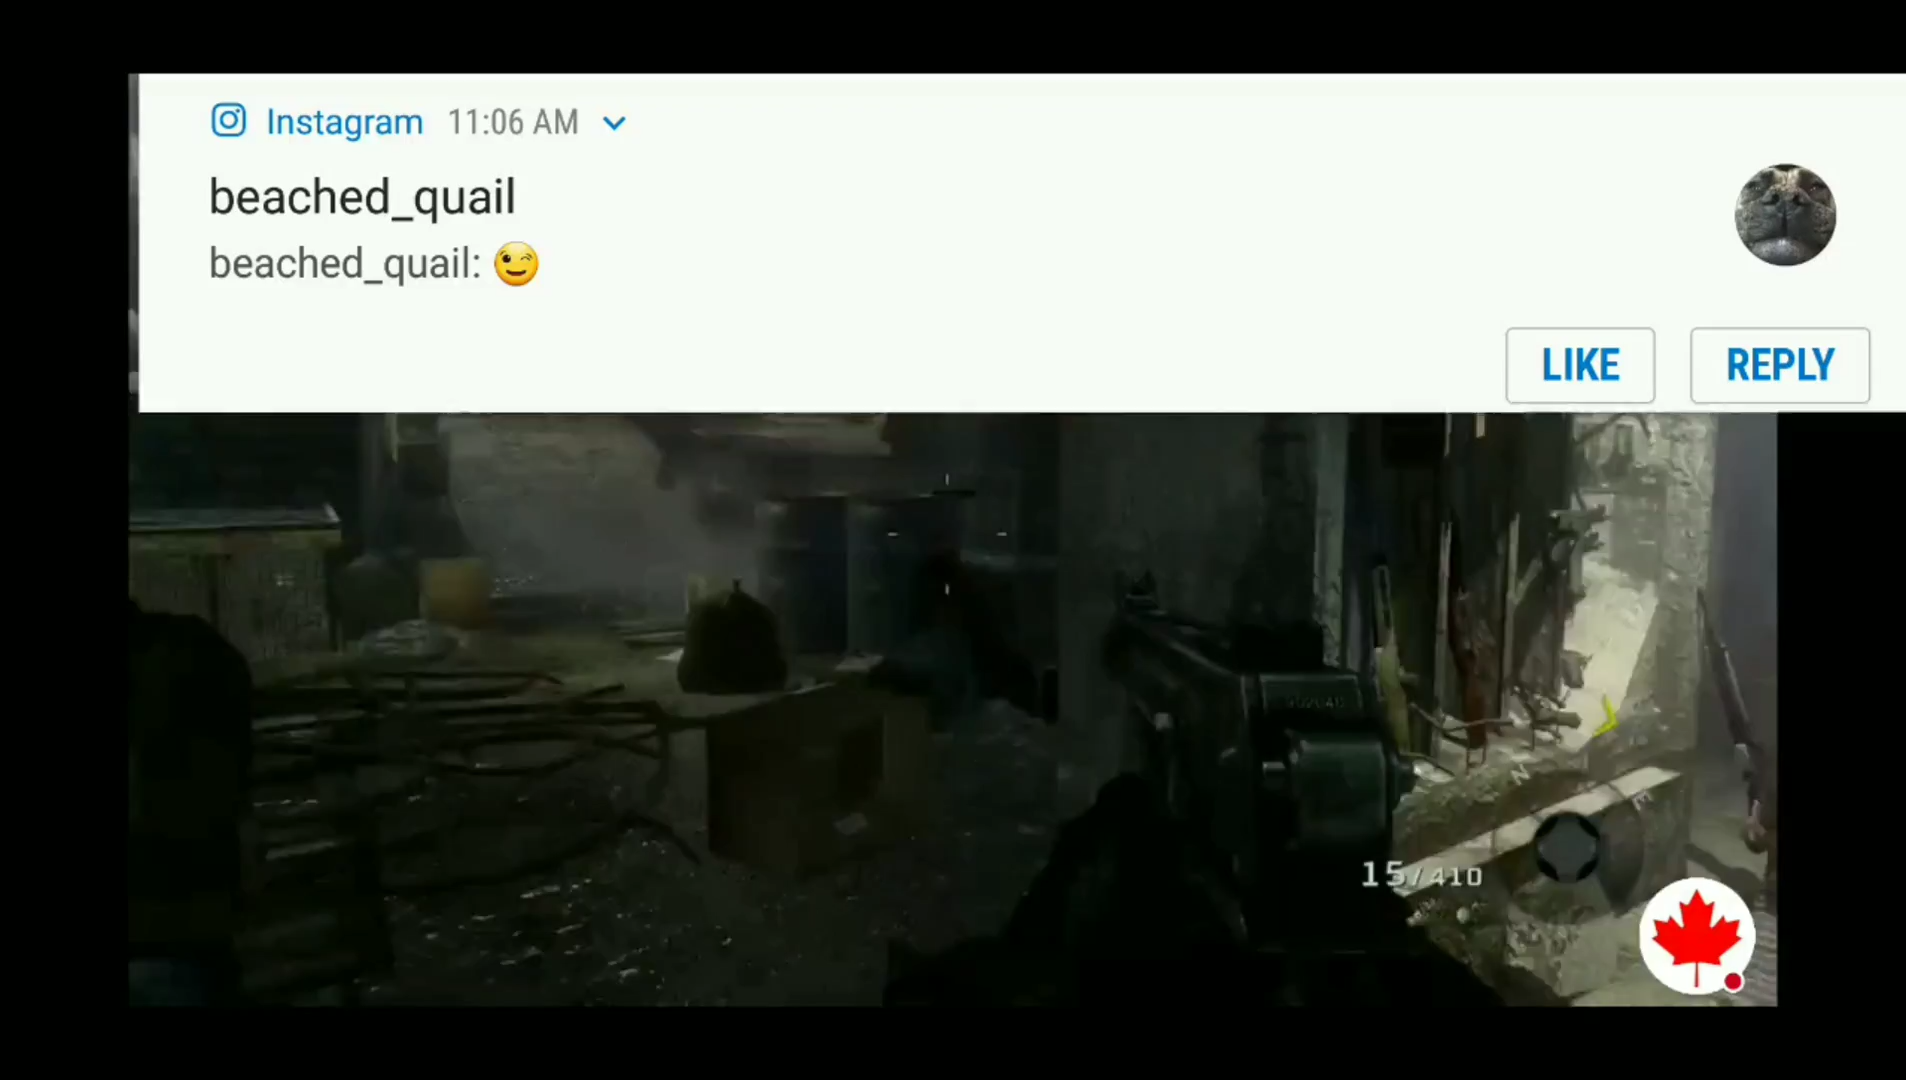 Instagram 11:06 AM
beached_quail
beached_quail: 😉
LIKE
REPLY
N
E
15/410